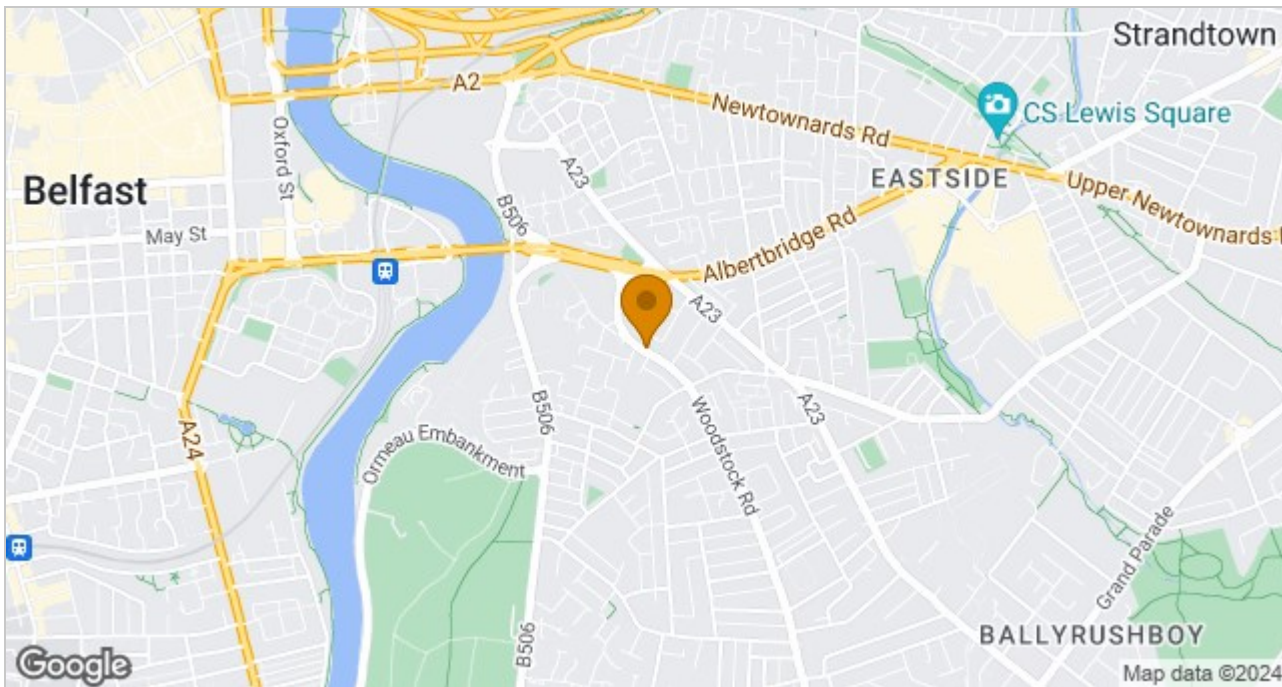 Strandtown
A2
Newtownards Rd
CS Lewis Square
Oxford St
A23
EASTSIDE
Belfast
B506
Upper Newtownards
May St
Albertbridge Rd
A23
B506
A23
Woodstock Rd
A24
Ormeau Embankment
Grand Parade
B506
BALLYRUSHBOY
Google
Map data ©2024